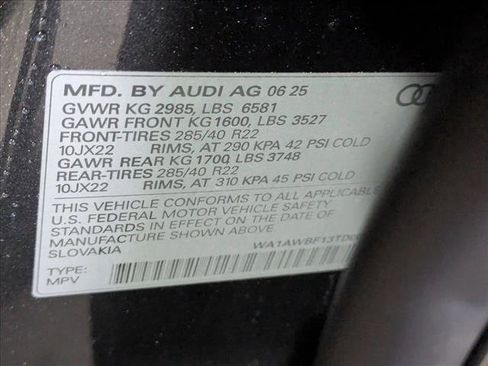 MFD. BY AUDI AG 06 25
GVWR KG 2985, LBS 6581
GAWR FRONT KG 1600, LBS 3527
FRONT-TIRES 285/40 R22
10JX22 RIMS, AT 290 KPA 42 PSI COLD
GAWR REAR KG 1700 LBS 3748
REAR-TIRES 285/40 R22
10JX22 RIMS, AT 310 KPA 45 PSI COLD
THIS VEHICLE CONFORMS TO ALL APPLICABLE
U.S. FEDERAL MOTOR VEHICLE SAFETY
STANDARDS IN EFFECT ON THE DATE OF
MANUFACTURE SHOWN ABOVE.
SLOVAKIA
TYPE:
MPV